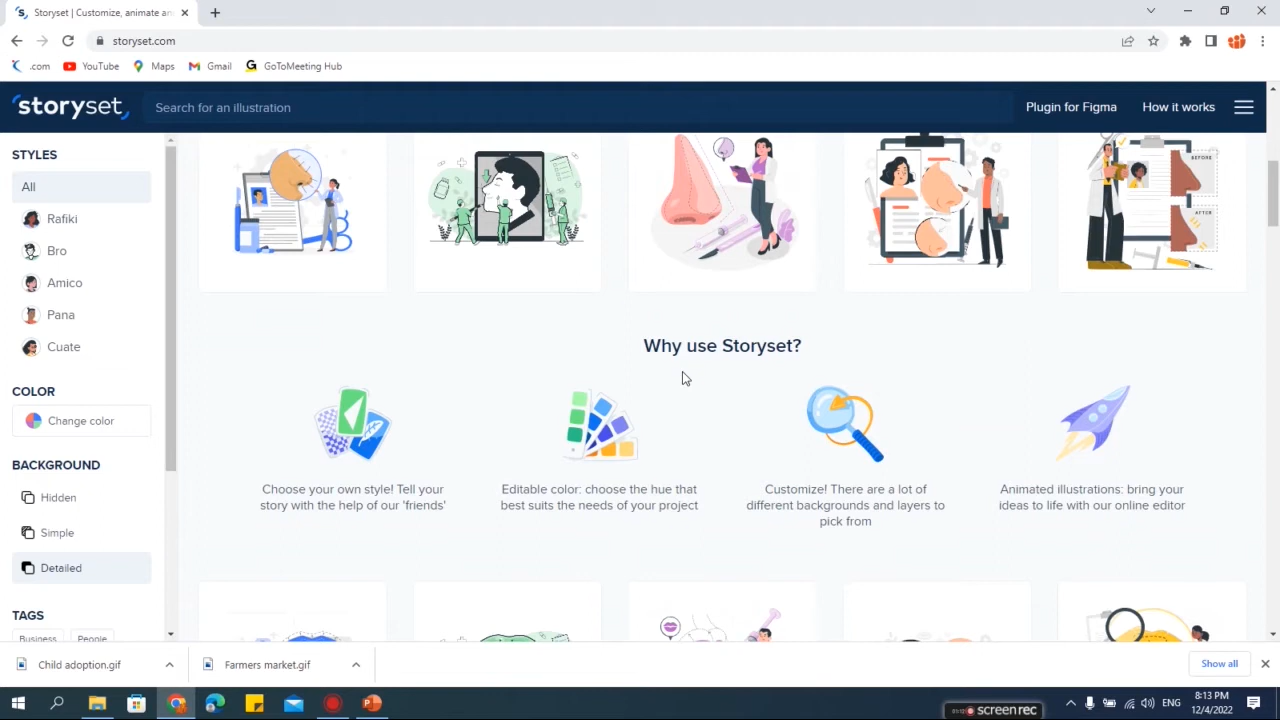 Storyset | Customize, animate an
storyset.com
.com YouTube Maps Gmail GoToMeeting Hub
storyset Search for an illustration Plugin for Figma How it works
STYLES
All
Rafiki
Bro
Amico
Pana
Cuate
COLOR
Change color
BACKGROUND
Hidden
Simple
Detailed
TAGS
Business People
BEFORE
AFTER
Why use Storyset?
Choose your own style! Tell your
story with the help of our 'friends'
Editable color: choose the hue that
best suits the needs of your project
Customize! There are a lot of
different backgrounds and layers to
pick from
Animated illustrations: bring your
ideas to life with our online editor
Child adoption.gif Farmers market.gif Show all
screen rec
ENG
8:13 PM
12/4/2022